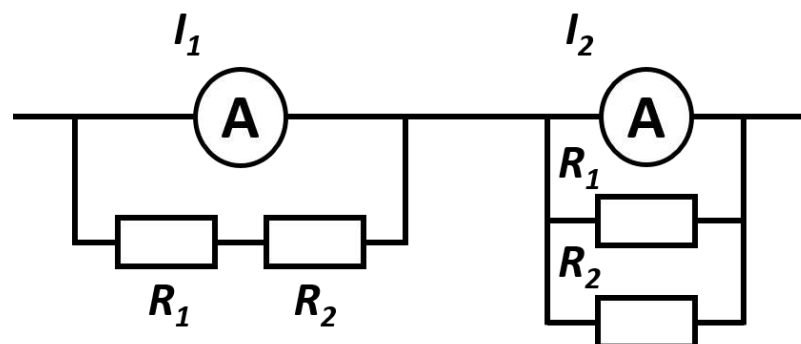 I₁ I₂
A A
R₁
R₂
R₁ R₂